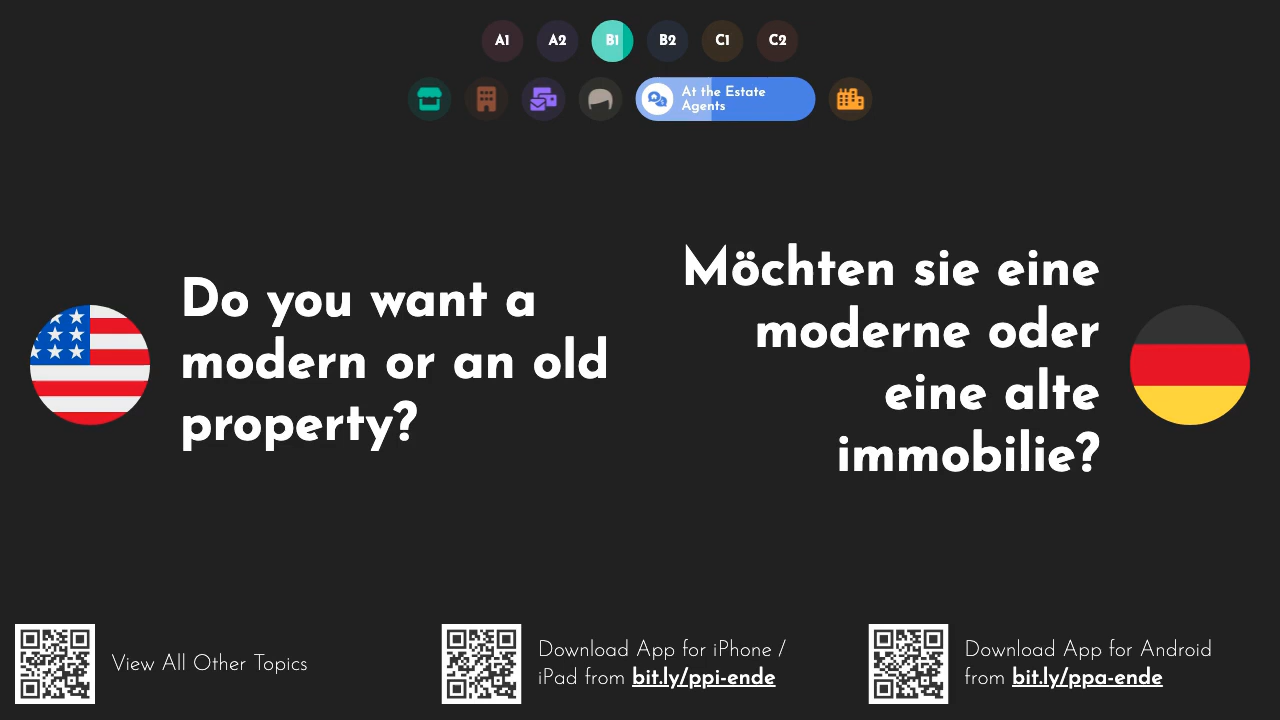 A1 A2 B1 B2 C1 C2
At the Estate
Agents
Do you want a
modern or an old
property?
Möchten sie eine
moderne oder
eine alte
immobilie?
View All Other Topics
Download App for iPhone /
iPad from bit.ly/ppi-ende
Download App for Android
from bit.ly/ppa-ende